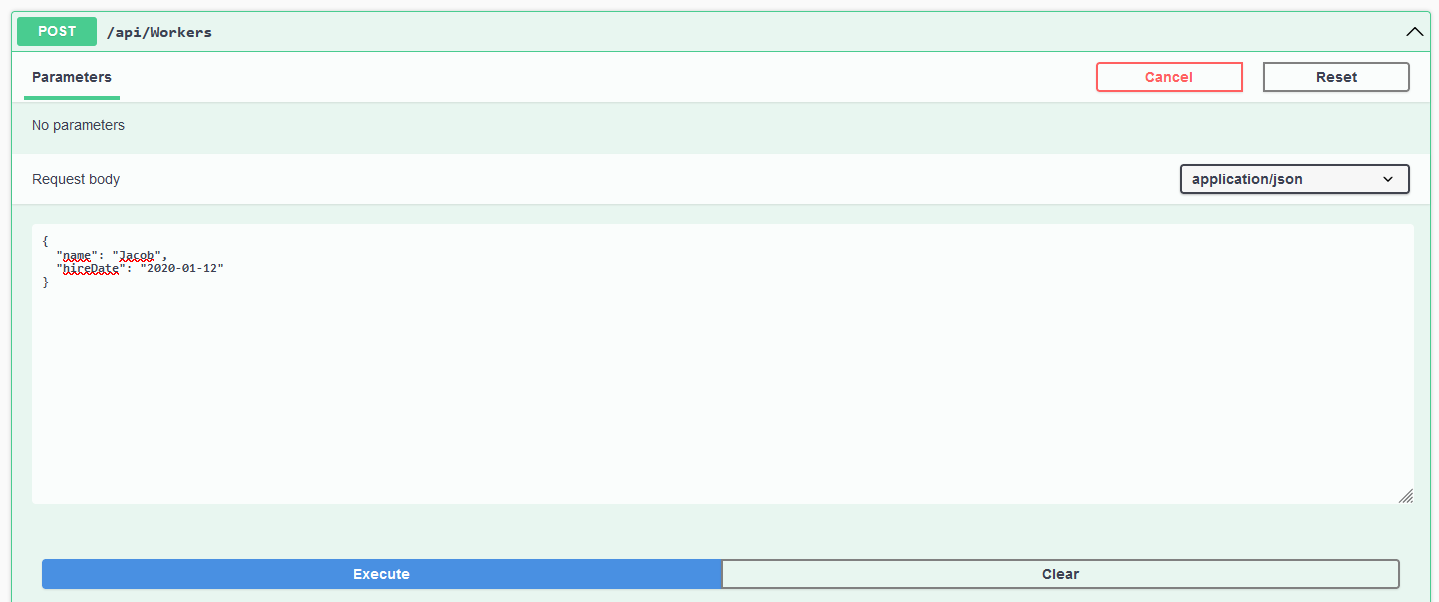 POST /api/Workers
Parameters Cancel Reset
No parameters
Request body application/json
{
  "name": "Jacob",
  "hireDate": "2020-01-12"
}
Execute Clear